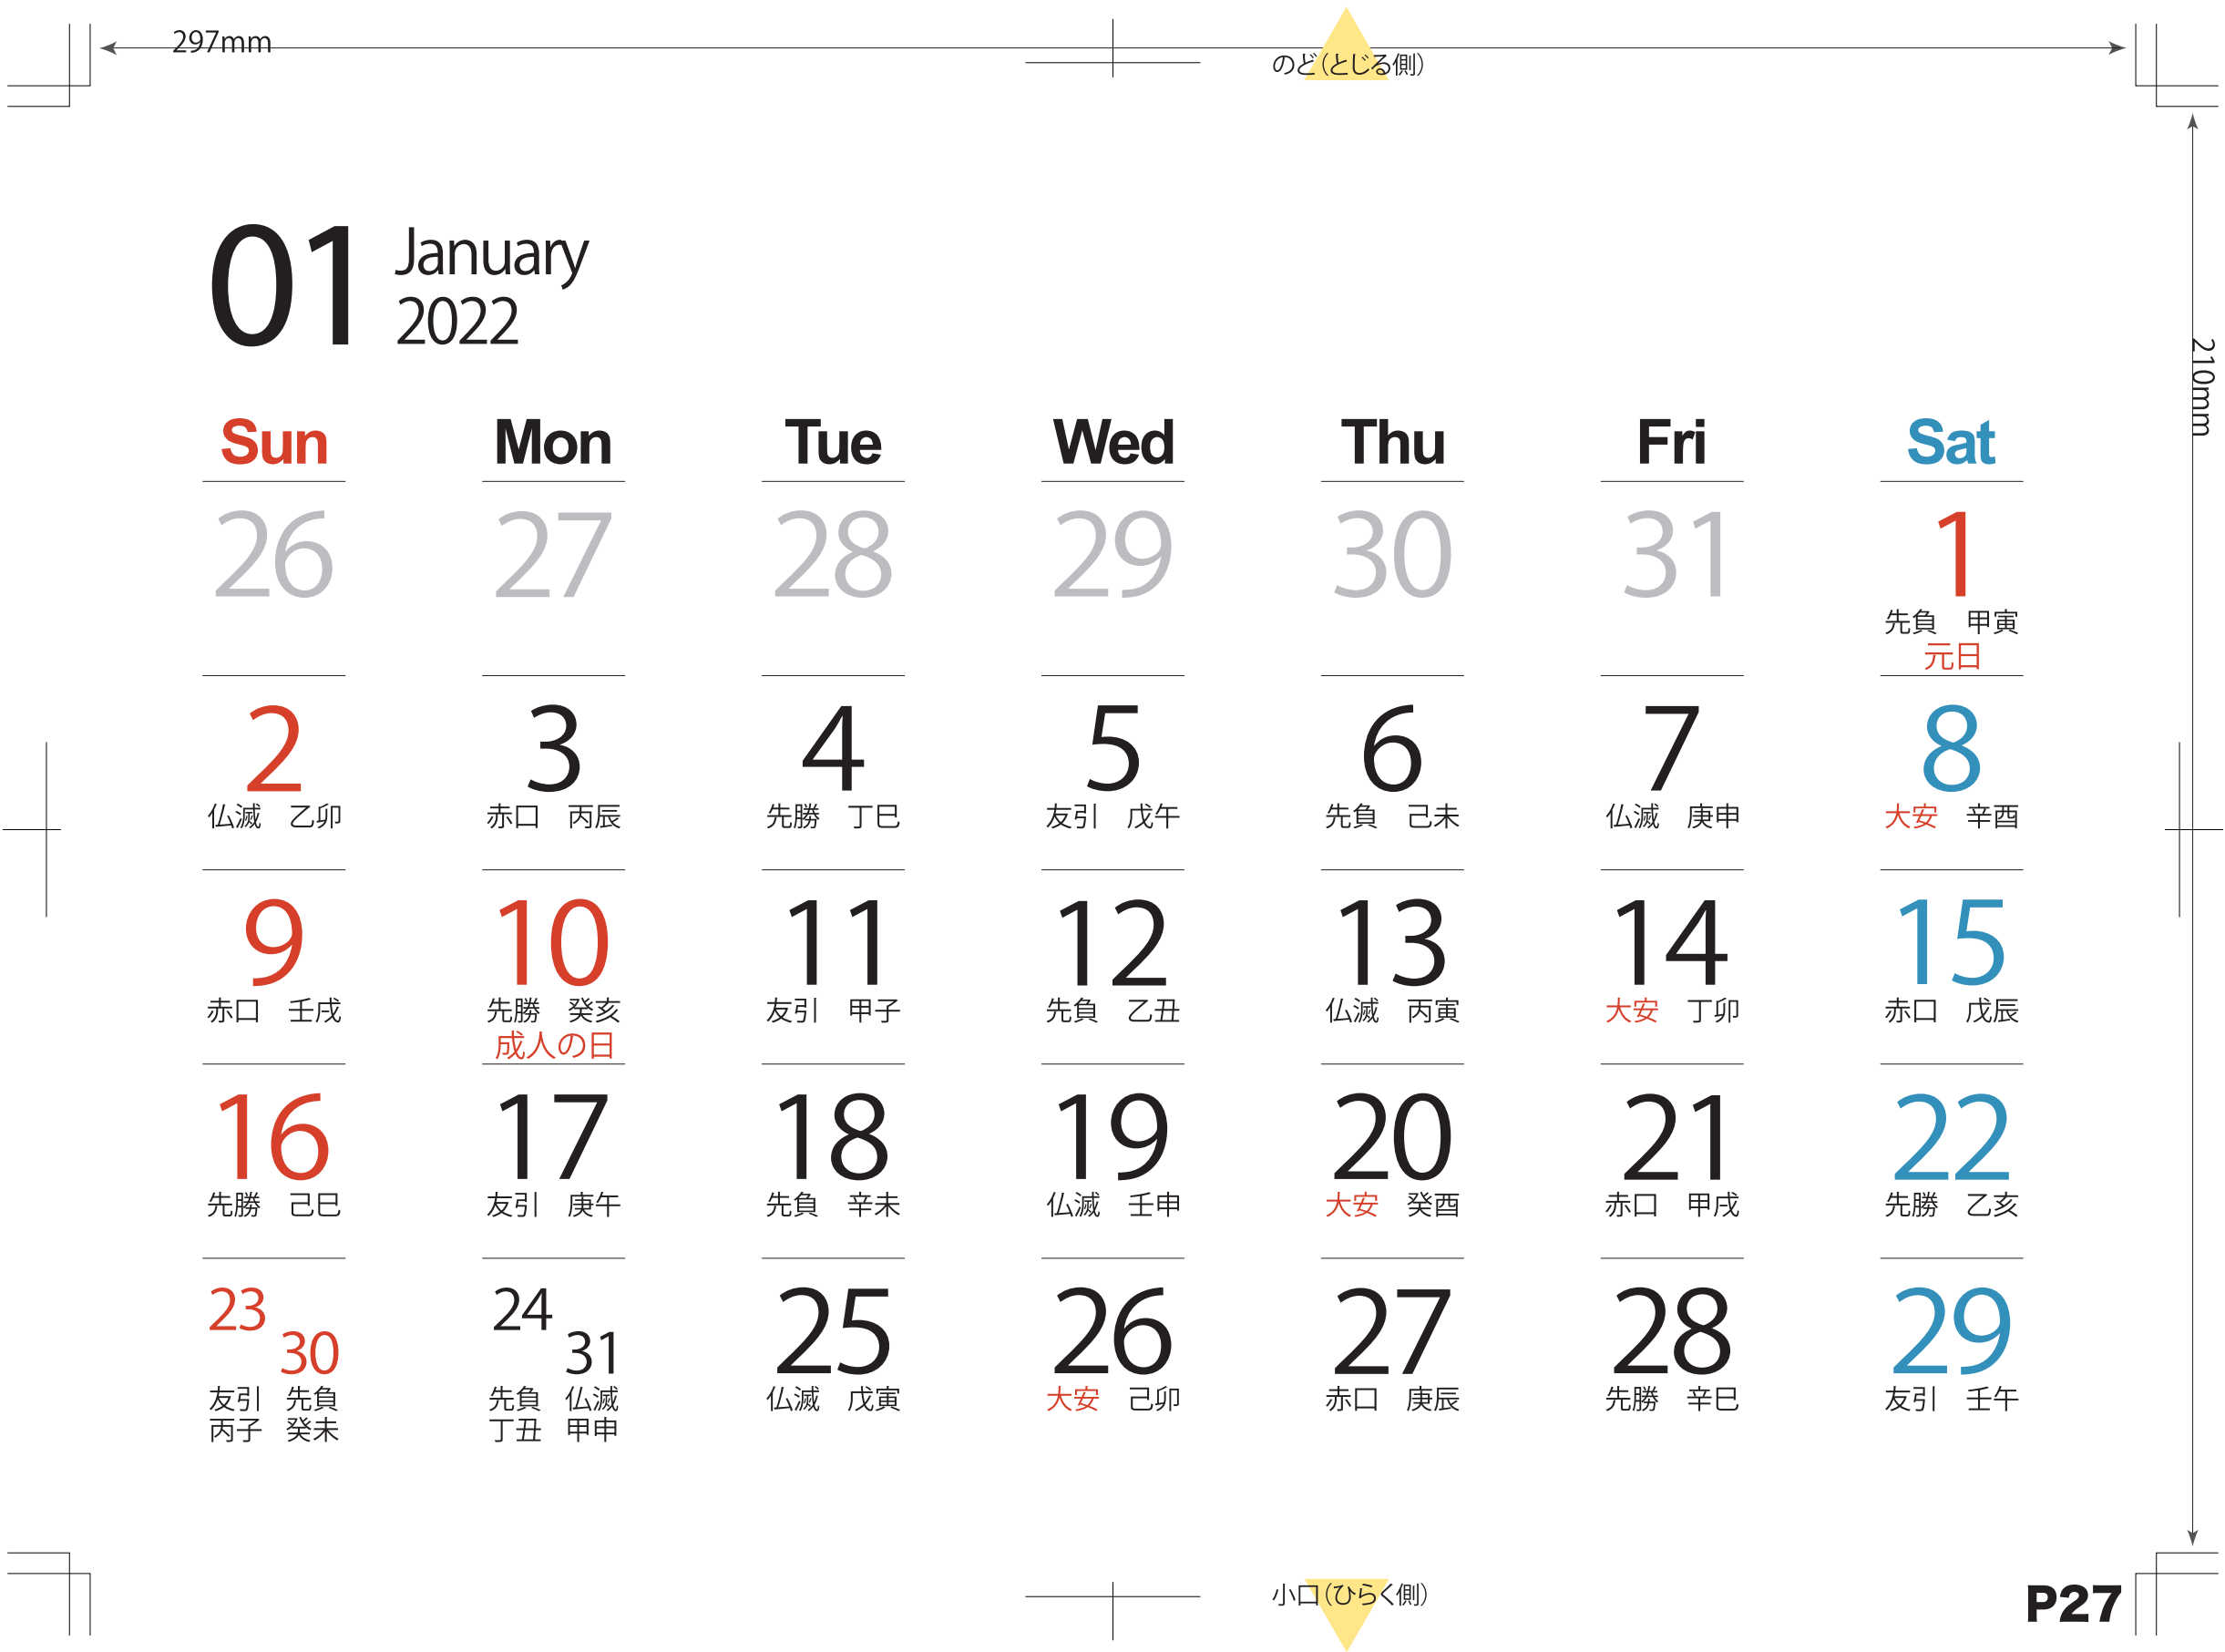 297mm
のど（とじる側）
210mm
01 January
2022
Sun Mon Tue Wed Thu Fri Sat
26 27 28 29 30 31 1
先負 甲寅
元日
2 3 4 5 6 7 8
仏滅 乙卯 赤口 丙辰 先勝 丁巳 友引 戊午 先負 己未 仏滅 庚申 大安 辛酉
9 10 11 12 13 14 15
赤口 壬戌 先勝 癸亥 友引 甲子 先負 乙丑 仏滅 丙寅 大安 丁卯 赤口 戊辰
成人の日
16 17 18 19 20 21 22
先勝 己巳 友引 庚午 先負 辛未 仏滅 壬申 大安 癸酉 赤口 甲戌 先勝 乙亥
23 30 24 31 25 26 27 28 29
友引 先負 先負 仏滅 仏滅 戊寅 大安 己卯 赤口 庚辰 先勝 辛巳 友引 壬午
丙子 癸未 丁丑 甲申
小口（ひらく側）
P27